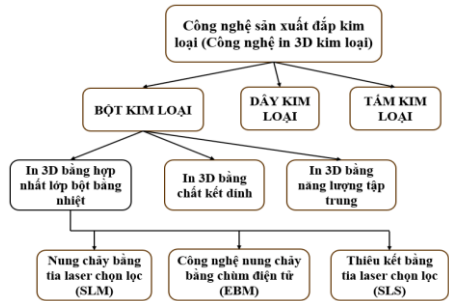 Công nghệ sản xuất đắp kim
loại (Công nghệ in 3D kim loại)
BỘT KIM LOẠI
DÂY KIM
LOẠI
TẤM KIM
LOẠI
In 3D bằng hợp
nhất lớp bột bằng
nhiệt
In 3D bằng
chất kết dính
In 3D bằng
năng lượng tập
trung
Nung chảy bằng
tia laser chọn lọc
(SLM)
Công nghệ nung chảy
bằng chùm điện tử
(EBM)
Thiêu kết bằng
tia laser chọn lọc
(SLS)